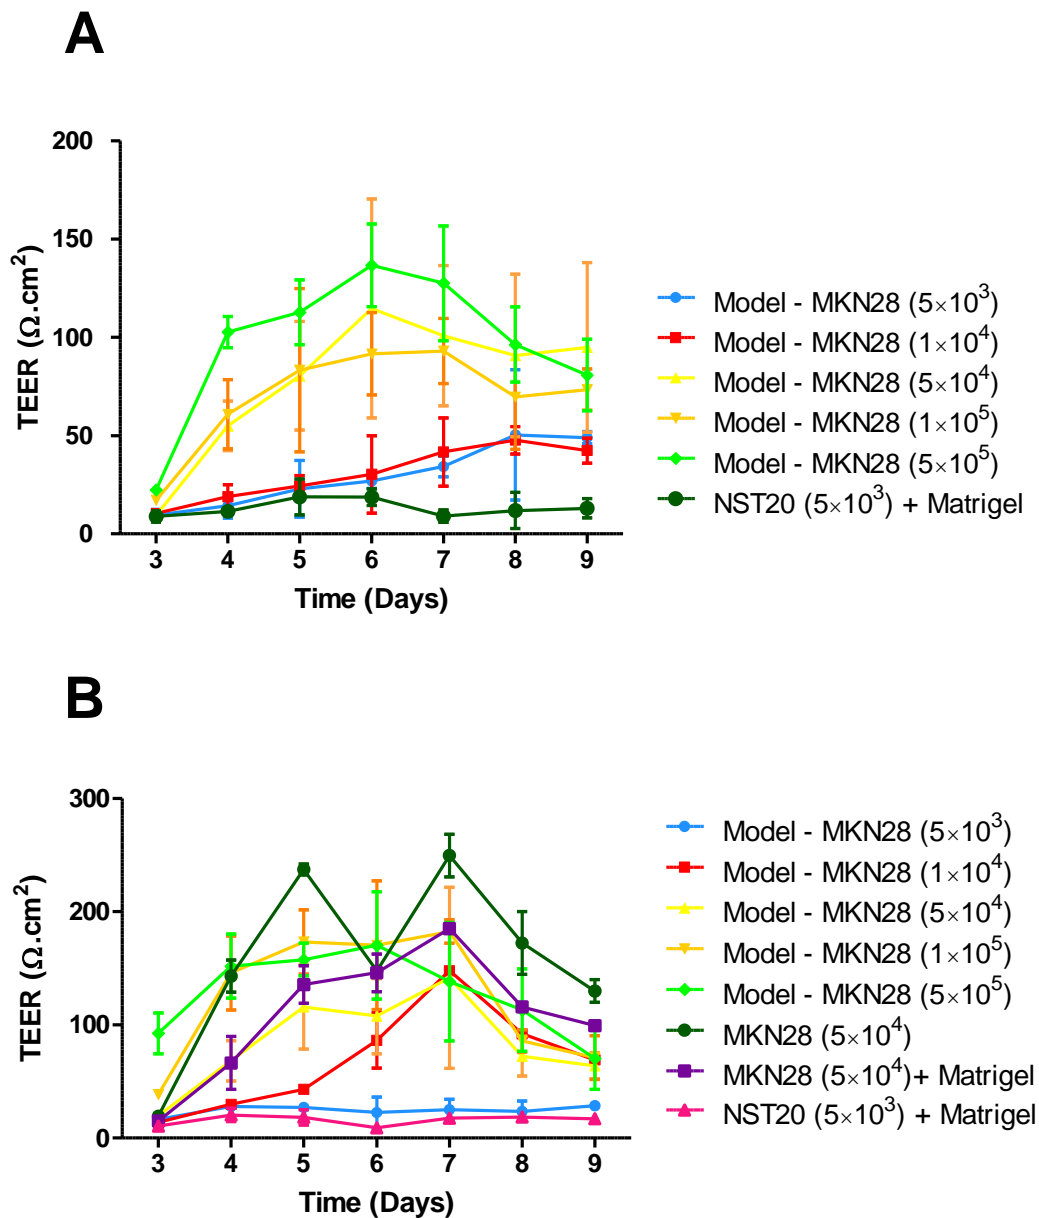 A
200
150
100
50
0
TEER (Ω.cm²)
3 4 5 6 7 8 9
Time (Days)
Model - MKN28 (5×10³)
Model - MKN28 (1×10⁴)
Model - MKN28 (5×10⁴)
Model - MKN28 (1×10⁵)
Model - MKN28 (5×10⁵)
NST20 (5×10³) + Matrigel
B
300
200
100
0
TEER (Ω.cm²)
3 4 5 6 7 8 9
Time (Days)
Model - MKN28 (5×10³)
Model - MKN28 (1×10⁴)
Model - MKN28 (5×10⁴)
Model - MKN28 (1×10⁵)
Model - MKN28 (5×10⁵)
MKN28 (5×10⁴)
MKN28 (5×10⁴)+ Matrigel
NST20 (5×10³) + Matrigel